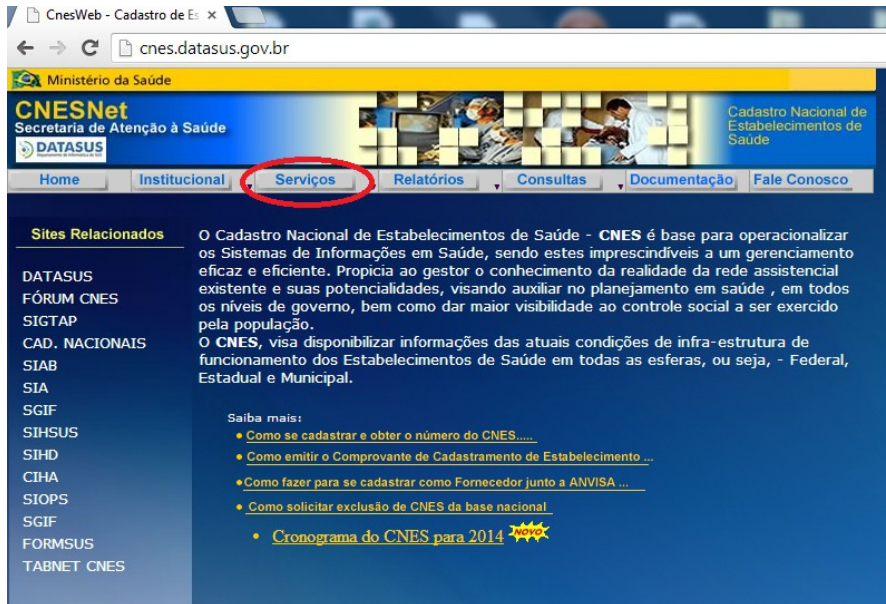 CnesWeb - Cadastro de Es
cnes.datasus.gov.br
Ministério da Saúde
CNESNet
Secretaria de Atenção à Saúde
DATASUS
Cadastro Nacional de
Estabelecimentos de
Saúde
Home Institucional Serviços Relatórios Consultas Documentação Fale Conosco
Sites Relacionados
DATASUS
FÓRUM CNES
SIGTAP
CAD. NACIONAIS
SIAB
SIA
SGIF
SIHSUS
SIHD
CIHA
SIOPS
SGIF
FORMSUS
TABNET CNES
O Cadastro Nacional de Estabelecimentos de Saúde - CNES é base para operacionalizar
os Sistemas de Informações em Saúde, sendo estes imprescindíveis a um gerenciamento
eficaz e eficiente. Propicia ao gestor o conhecimento da realidade da rede assistencial
existente e suas potencialidades, visando auxiliar no planejamento em saúde , em todos
os níveis de governo, bem como dar maior visibilidade ao controle social a ser exercido
pela população.
O CNES, visa disponibilizar informações das atuais condições de infra-estrutura de
funcionamento dos Estabelecimentos de Saúde em todas as esferas, ou seja, - Federal,
Estadual e Municipal.
Saiba mais:
• Como se cadastrar e obter o número do CNES.....
• Como emitir o Comprovante de Cadastramento de Estabelecimento ...
• Como fazer para se cadastrar como Fornecedor junto a ANVISA ...
• Como solicitar exclusão de CNES da base nacional
• Cronograma do CNES para 2014 NOVO